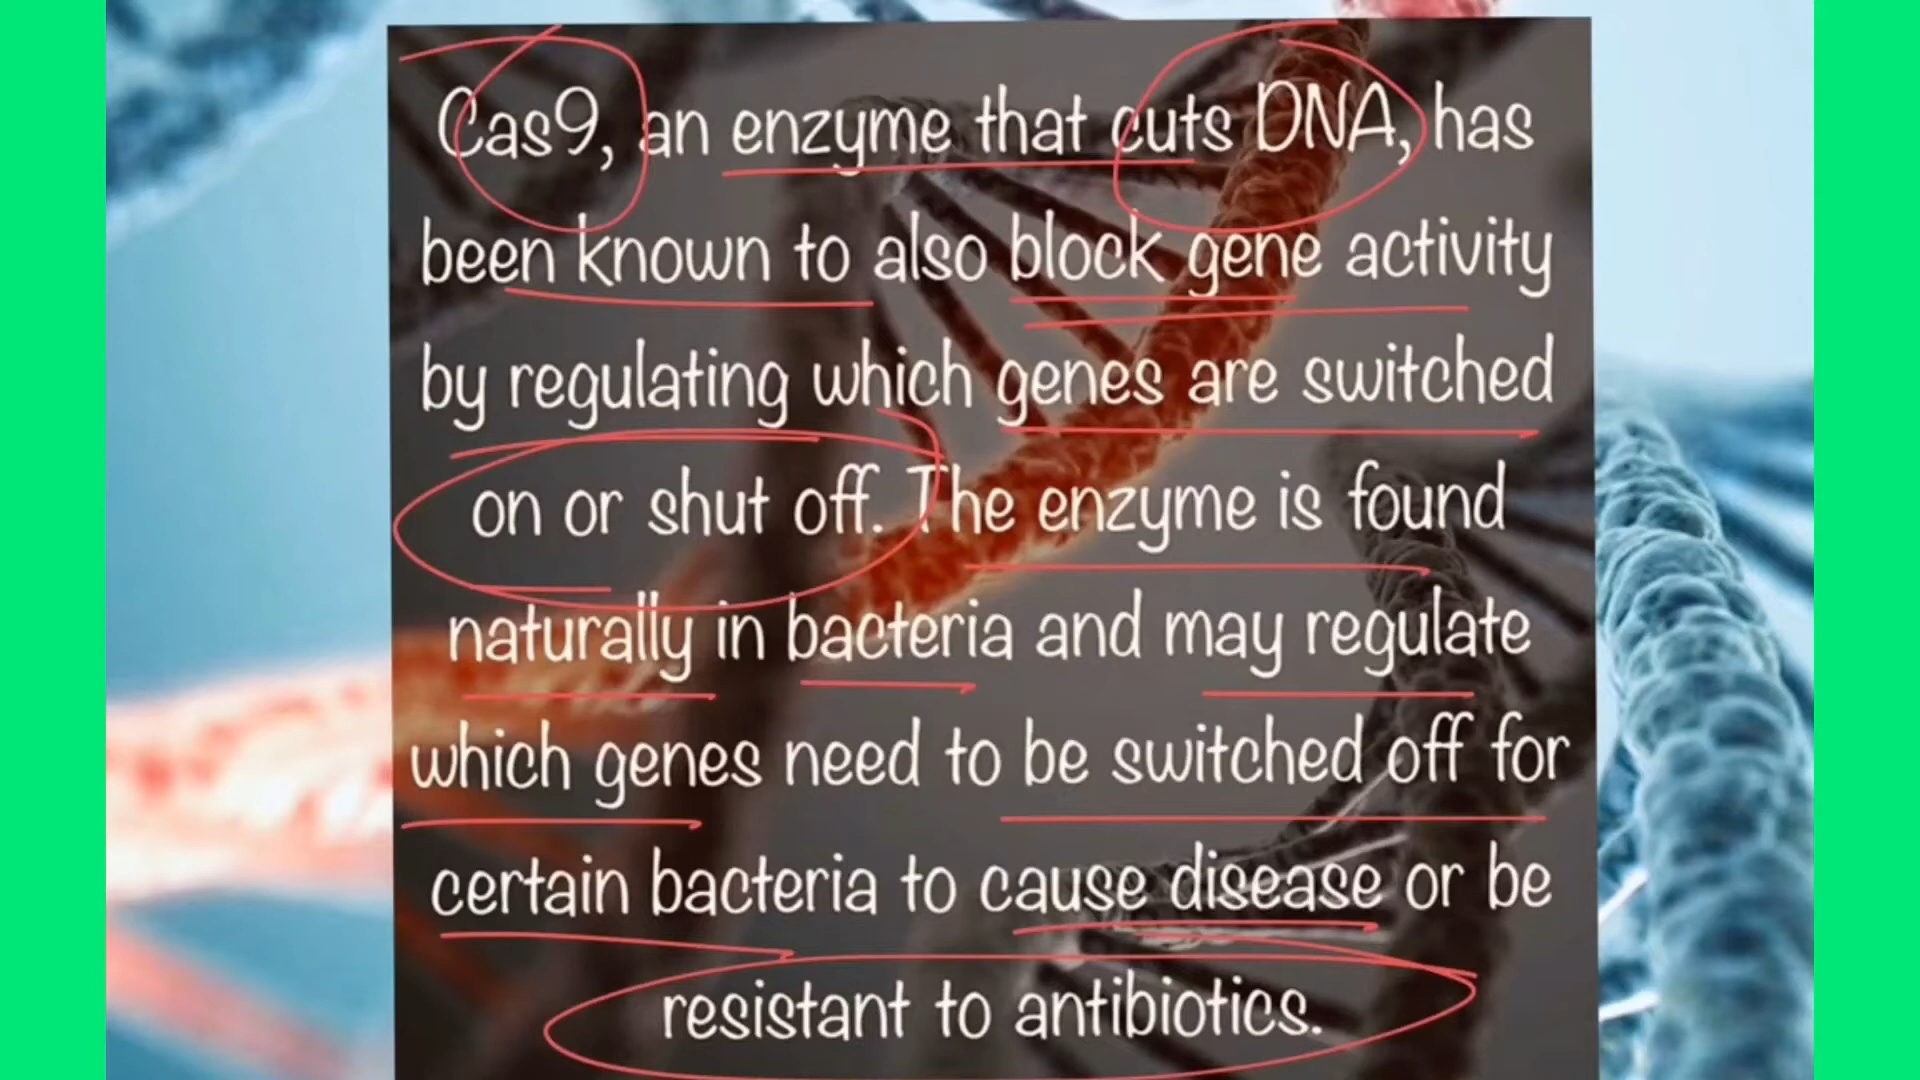 Cas9, an enzyme that cuts DNA, has
been known to also block gene activity
by regulating which genes are switched
on or shut off. The enzyme is found
naturally in bacteria and may regulate
which genes need to be switched off for
certain bacteria to cause disease or be
resistant to antibiotics.